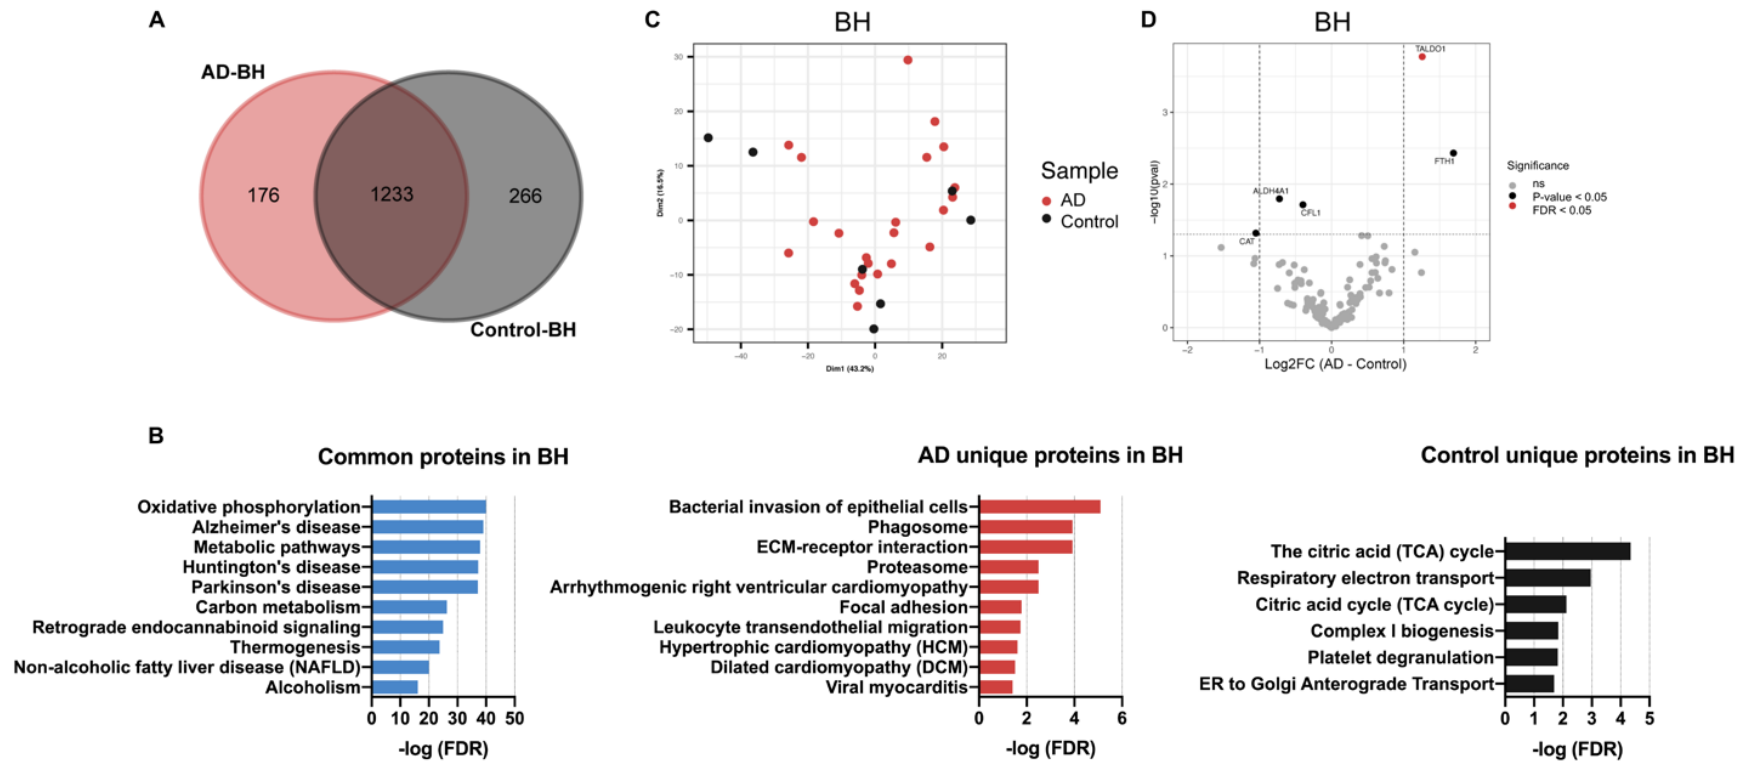 A
AD-BH
176
1233
266
Control-BH
C
BH
30
20
10
0
−10
−20
−40
−20
0
20
Dim2 (16.5%)
Dim1 (43.2%)
Sample
AD
Control
D
BH
TALDO1
FTH1
ALDH4A1
CFL1
CAT
3
2
1
0
−2
−1
0
1
2
−log10(pval)
Log2FC (AD - Control)
Significance
ns
P-value < 0.05
FDR < 0.05
B
Common proteins in BH
Oxidative phosphorylation
Alzheimer's disease
Metabolic pathways
Huntington's disease
Parkinson's disease
Carbon metabolism
Retrograde endocannabinoid signaling
Thermogenesis
Non-alcoholic fatty liver disease (NAFLD)
Alcoholism
0 10 20 30 40 50
-log (FDR)
AD unique proteins in BH
Bacterial invasion of epithelial cells
Phagosome
ECM-receptor interaction
Proteasome
Arrhythmogenic right ventricular cardiomyopathy
Focal adhesion
Leukocyte transendothelial migration
Hypertrophic cardiomyopathy (HCM)
Dilated cardiomyopathy (DCM)
Viral myocarditis
0 2 4 6
-log (FDR)
Control unique proteins in BH
The citric acid (TCA) cycle
Respiratory electron transport
Citric acid cycle (TCA cycle)
Complex I biogenesis
Platelet degranulation
ER to Golgi Anterograde Transport
0 1 2 3 4 5
-log (FDR)